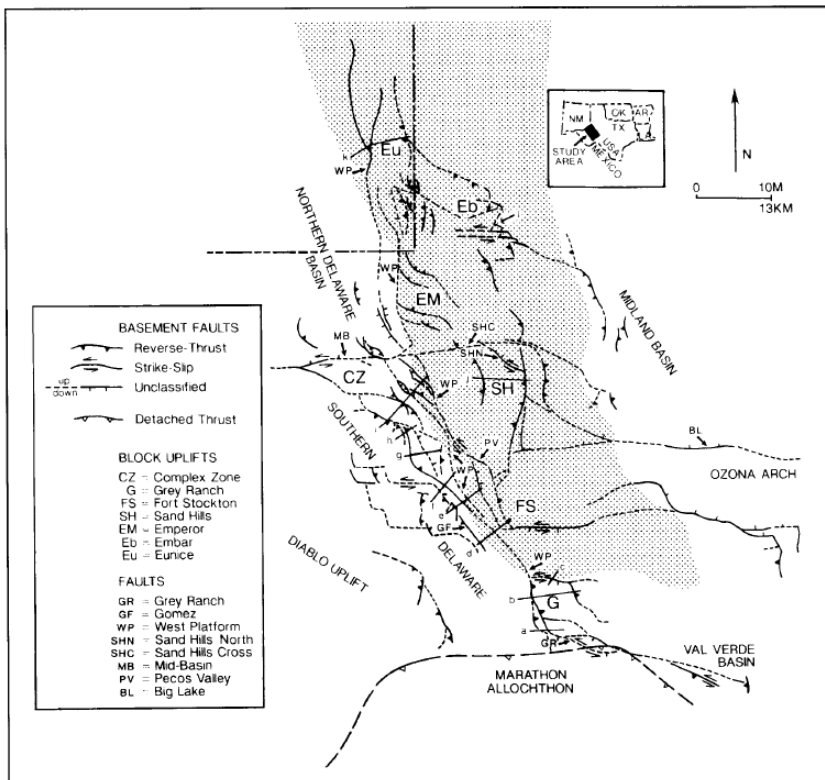 NM
OK
AR
TX
LA
USA
MEXICO
STUDY
AREA
N
0 10M
13KM
k
Eu
WP
Eb
NORTHERN DELAWARE
BASIN
WP
EM
MIDLAND BASIN
MB
SHC
SHN
CZ
WP
j
SH
SOUTHERN
h
g
PV
WP
BL
OZONA ARCH
f
e
FS
GF
d
DELAWARE
DIABLO UPLIFT
WP
c
b
G
a
GR
VAL VERDE
BASIN
MARATHON
ALLOCHTHON
BASEMENT FAULTS
Reverse-Thrust
Strike-Slip
up
down
Unclassified
Detached Thrust
BLOCK UPLIFTS
CZ = Complex Zone
G = Grey Ranch
FS = Fort Stockton
SH = Sand Hills
EM = Emperor
Eb = Embar
Eu = Eunice
FAULTS
GR = Grey Ranch
GF = Gomez
WP = West Platform
SHN = Sand Hills North
SHC = Sand Hills Cross
MB = Mid-Basin
PV = Pecos Valley
BL = Big Lake